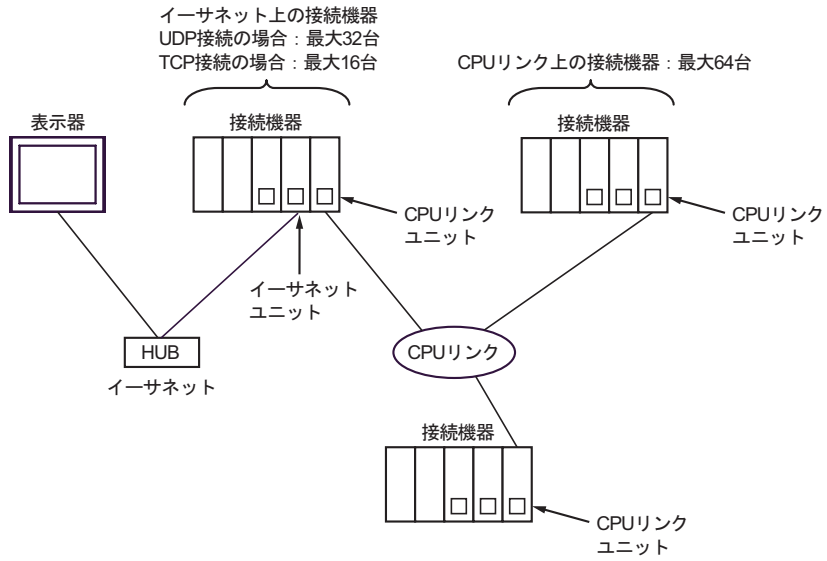 イーサネット上の接続機器
UDP接続の場合：最大32台
TCP接続の場合：最大16台
CPUリンク上の接続機器：最大64台
表示器
接続機器
接続機器
CPUリンク
ユニット
CPUリンク
ユニット
イーサネット
ユニット
HUB
イーサネット
CPUリンク
接続機器
CPUリンク
ユニット